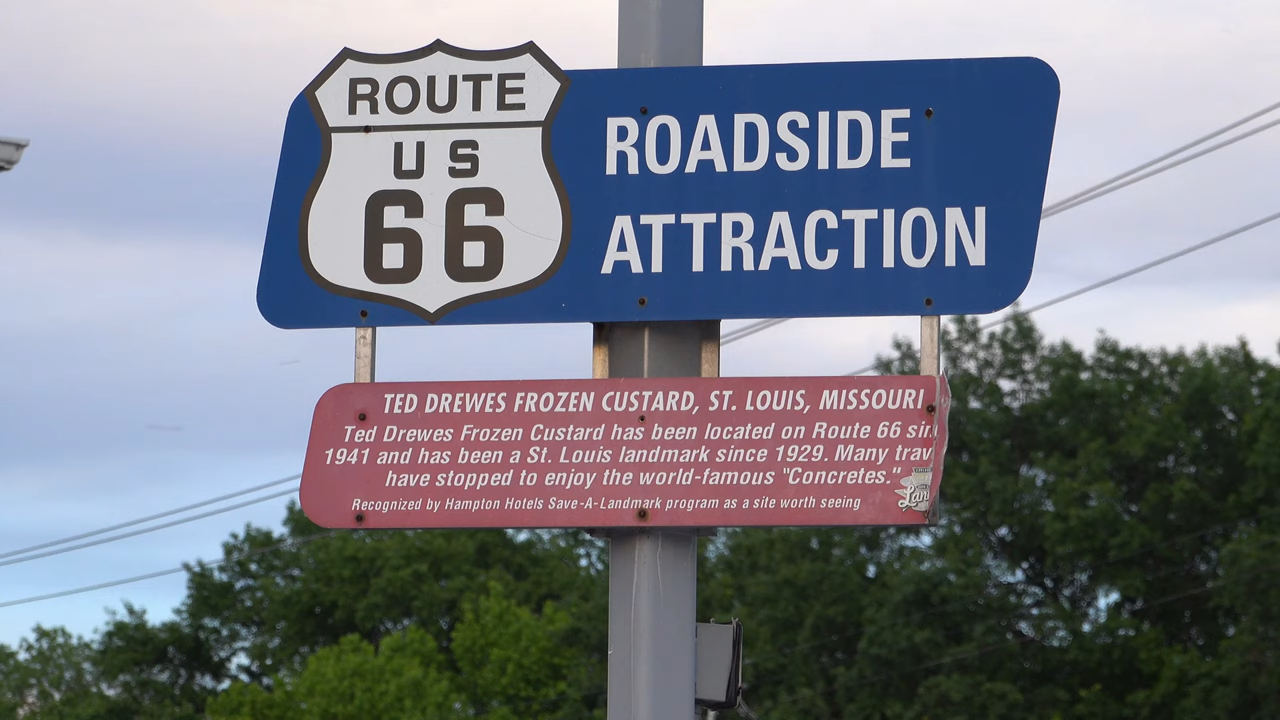 ROUTE
US
66
ROADSIDE
ATTRACTION
TED DREWES FROZEN CUSTARD, ST. LOUIS, MISSOURI
Ted Drewes Frozen Custard has been located on Route 66 sin
1941 and has been a St. Louis landmark since 1929. Many trav
have stopped to enjoy the world-famous "Concretes."
Recognized by Hampton Hotels Save-A-Landmark program as a site worth seeing